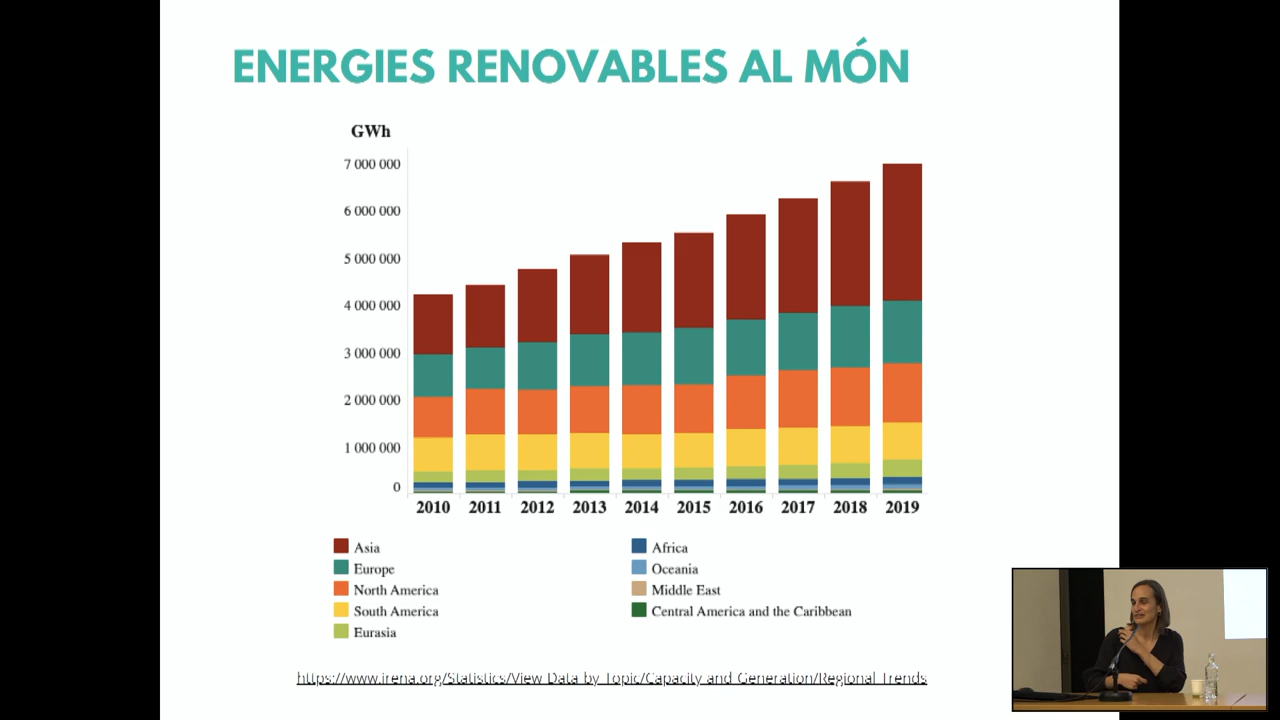 ENERGIES RENOVABLES AL MÓN
GWh
7 000 000
6 000 000
5 000 000
4 000 000
3 000 000
2 000 000
1 000 000
0
2010 2011 2012 2013 2014 2015 2016 2017 2018 2019
Asia
Europe
North America
South America
Eurasia
Africa
Oceania
Middle East
Central America and the Caribbean
https://www.irena.org/Statistics/View Data by Topic/Capacity and Generation/Regional Trends